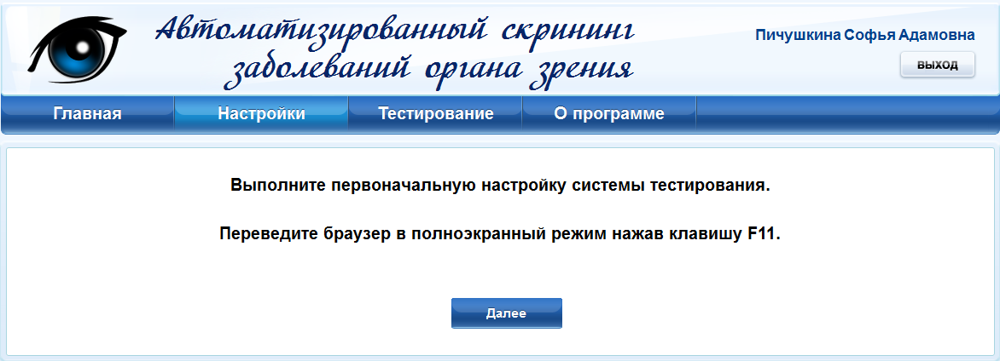 Автоматизированный скрининг
заболеваний органа зрения
Пичушкина Софья Адамовна
ВЫХОД
Главная
Настройки
Тестирование
О программе
Выполните первоначальную настройку системы тестирования.
Переведите браузер в полноэкранный режим нажав клавишу F11.
Далее